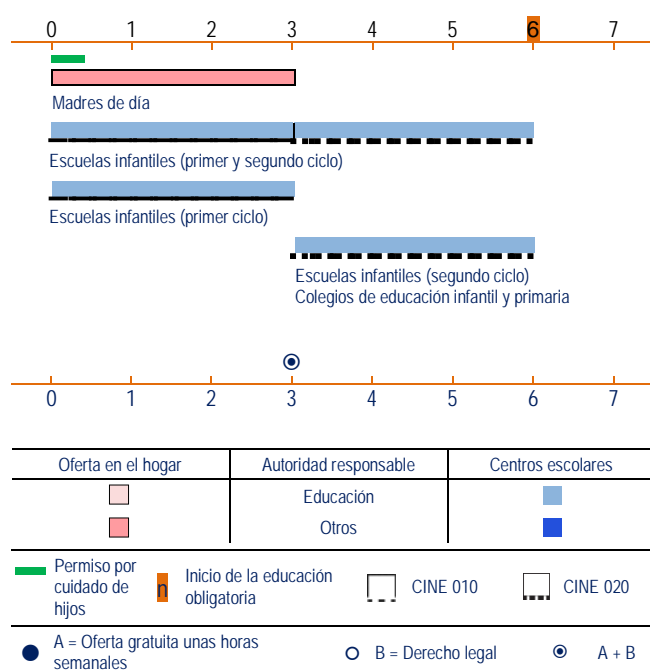 0 1 2 3 4 5 6 7
Madres de día
Escuelas infantiles (primer y segundo ciclo)
Escuelas infantiles (primer ciclo)
Escuelas infantiles (segundo ciclo)
Colegios de educación infantil y primaria
0 1 2 3 4 5 6 7
Oferta en el hogar Autoridad responsable Centros escolares
Educación
Otros
Permiso por
cuidado de
hijos
n Inicio de la educación
obligatoria
CINE 010
CINE 020
A = Oferta gratuita unas horas
semanales
B = Derecho legal
A + B